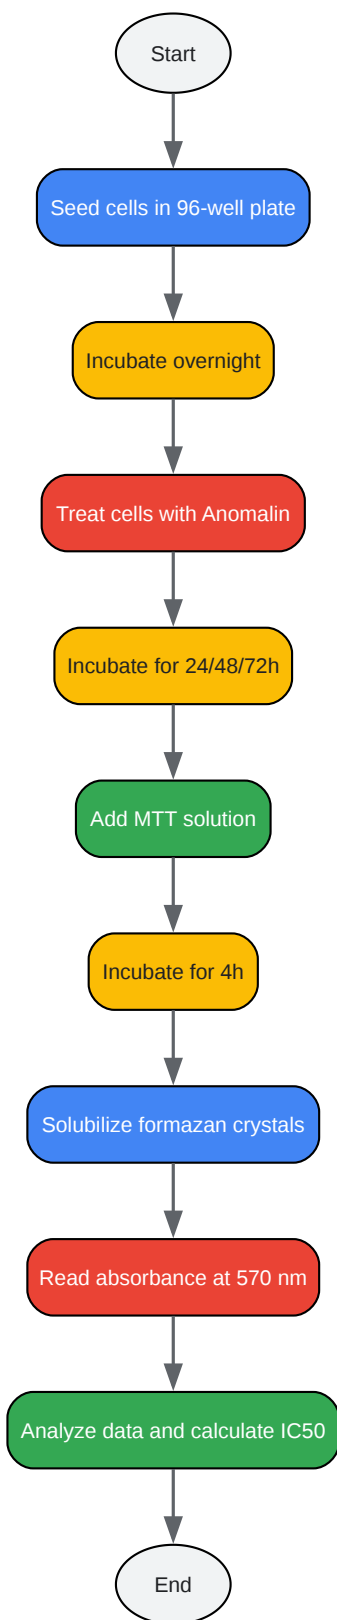 Start
Seed cells in 96-well plate
Incubate overnight
Treat cells with Anomalin
Incubate for 24/48/72h
Add MTT solution
Incubate for 4h
Solubilize formazan crystals
Read absorbance at 570 nm
Analyze data and calculate IC50
End